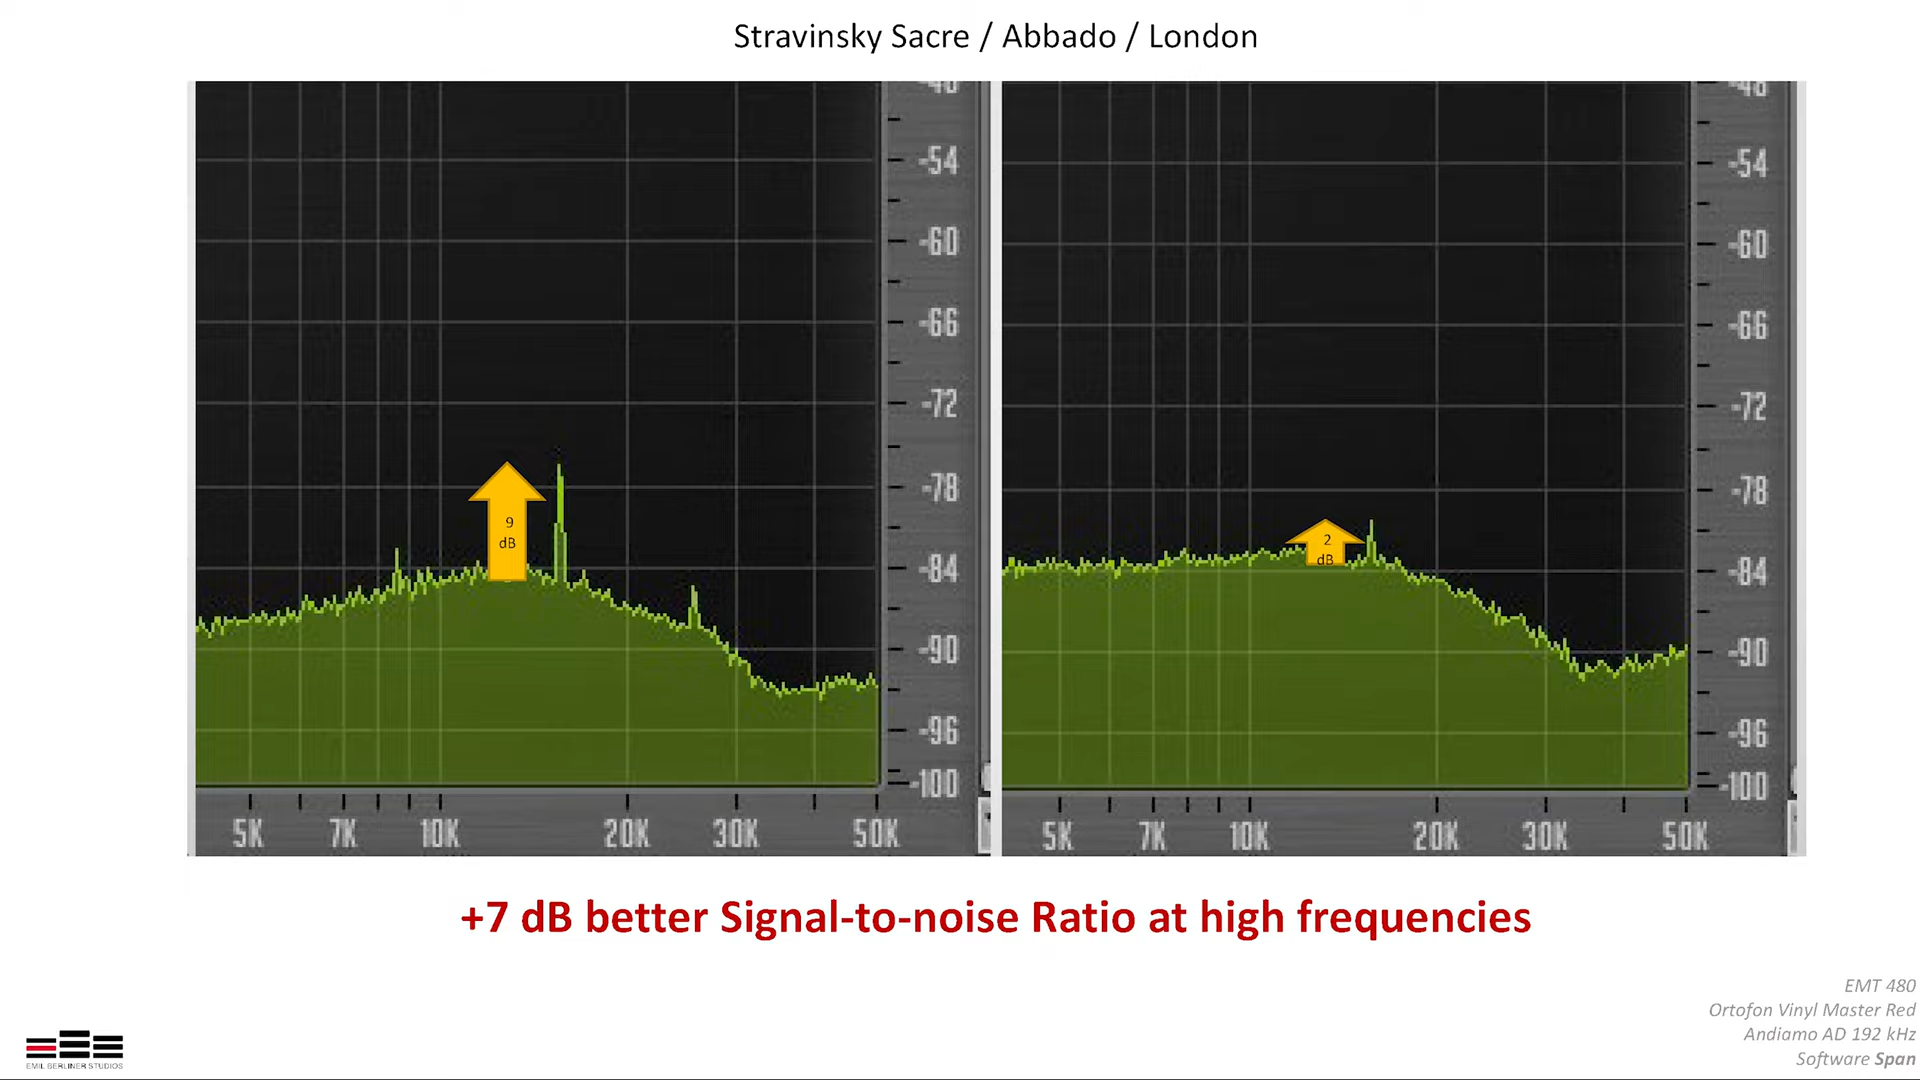 Stravinsky Sacre / Abbado / London
-48
-54
-60
-66
-72
-78
-84
-90
-96
-100
5K 7K 10K 20K 30K 50K
9
dB
-48
-54
-60
-66
-72
-78
-84
-90
-96
-100
5K 7K 10K 20K 30K 50K
2
dB
+7 dB better Signal-to-noise Ratio at high frequencies
EMT 480
Ortofon Vinyl Master Red
Andiamo AD 192 kHz
Software Span
EMIL BERLINER STUDIOS